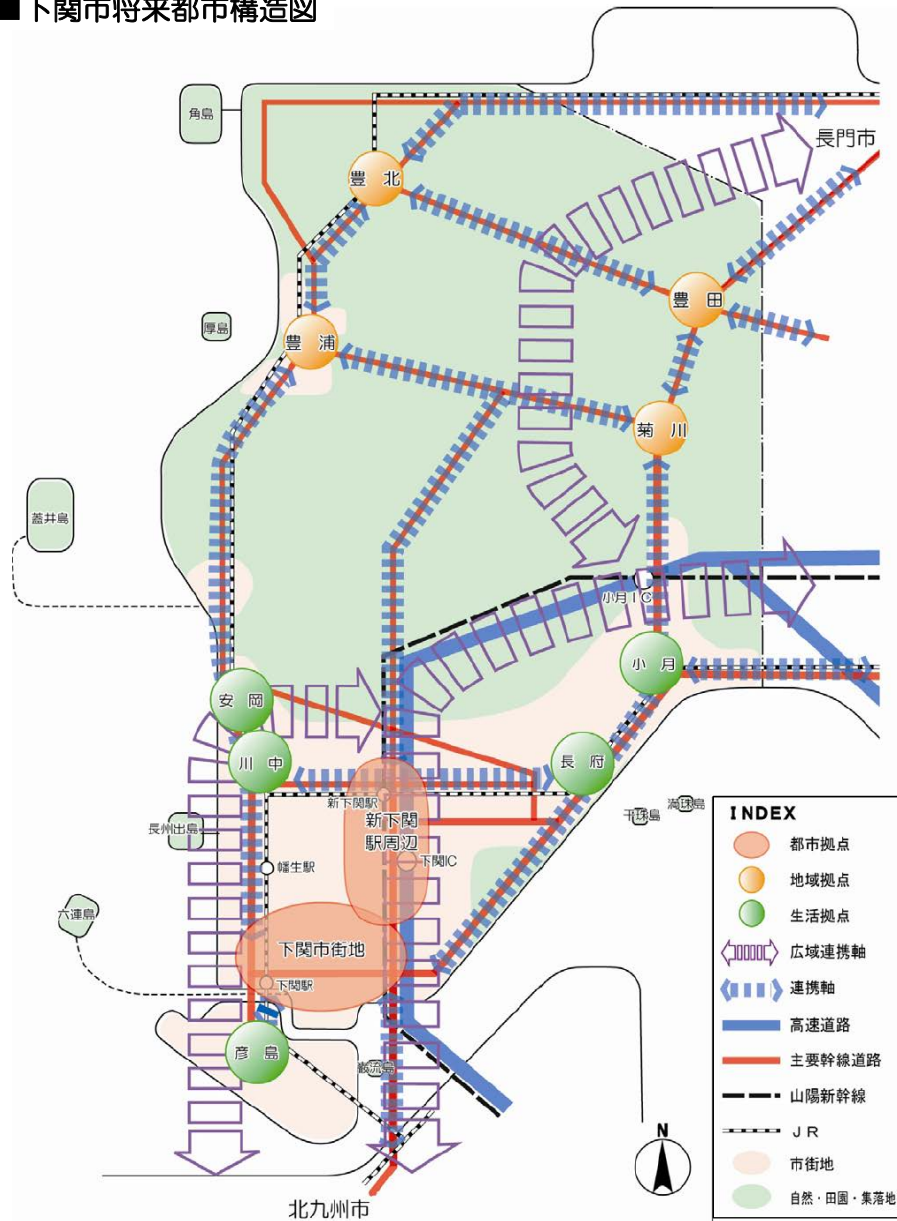 ■下関市将来都市構造図
角島
長門市
豊北
豊田
厚島
豊浦
菊川
蓋井島
小月IC
小月
安岡
川中
長府
新下関駅
新下関
駅周辺
干珠島
満珠島
長州出島
幡生駅
下関IC
六連島
下関市街地
下関駅
彦島
巌流島
北九州市
N
INDEX
都市拠点
地域拠点
生活拠点
広域連携軸
連携軸
高速道路
主要幹線道路
山陽新幹線
JR
市街地
自然・田園・集落地